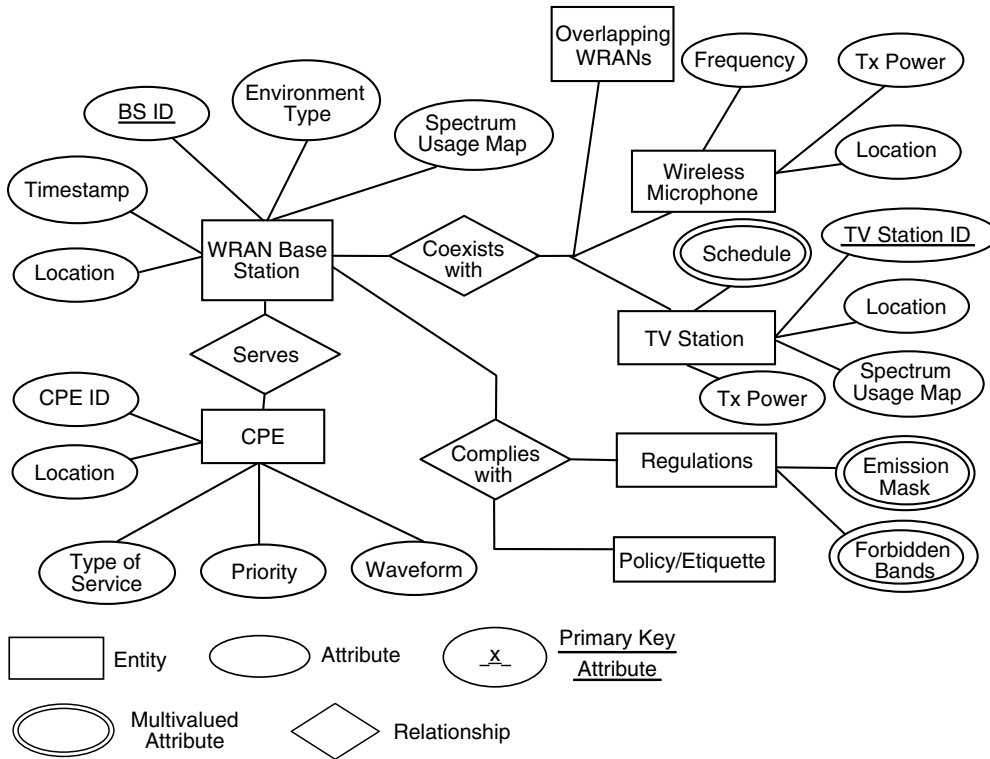 Overlapping
WRANs
Frequency
Tx Power
BS ID
Environment
Type
Spectrum
Usage Map
Wireless
Microphone
Location
Timestamp
WRAN Base
Station
Coexists
with
Schedule
TV Station ID
Location
Location
TV Station
Serves
Spectrum
Usage Map
Tx Power
CPE ID
CPE
Location
Complies
with
Regulations
Emission
Mask
Type of
Service
Priority
Waveform
Policy/Etiquette
Forbidden
Bands
Entity
Attribute
_x_
Primary Key
Attribute
Multivalued
Attribute
Relationship